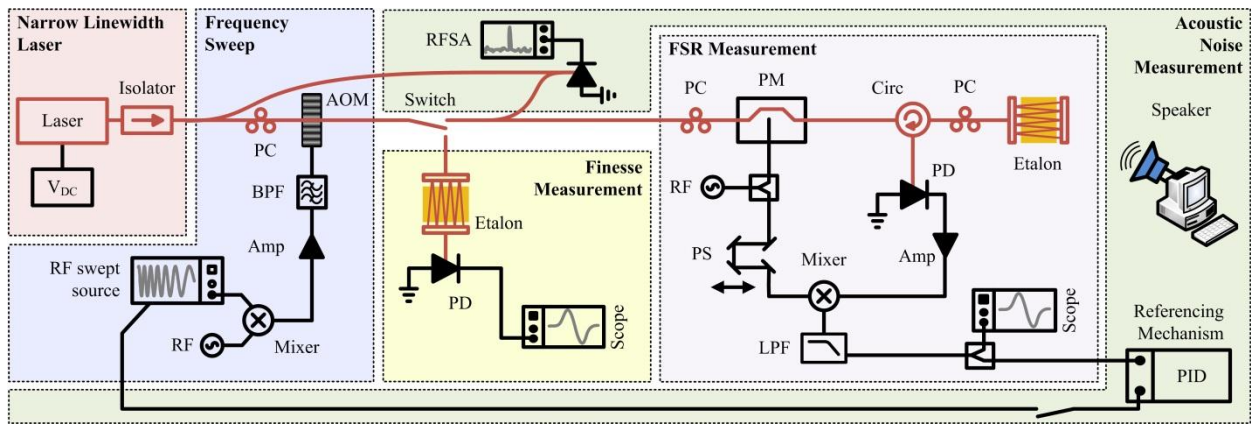 Narrow Linewidth
Laser
Isolator
Laser
V_DC
Frequency
Sweep
AOM
PC
BPF
Amp
RF swept
source
RF
Mixer
RFSA
Switch
Finesse
Measurement
Etalon
PD
Scope
FSR Measurement
PC
PM
Circ
PC
Etalon
RF
PD
PS
Mixer
Amp
LPF
Scope
Acoustic
Noise
Measurement
Speaker
Referencing
Mechanism
PID